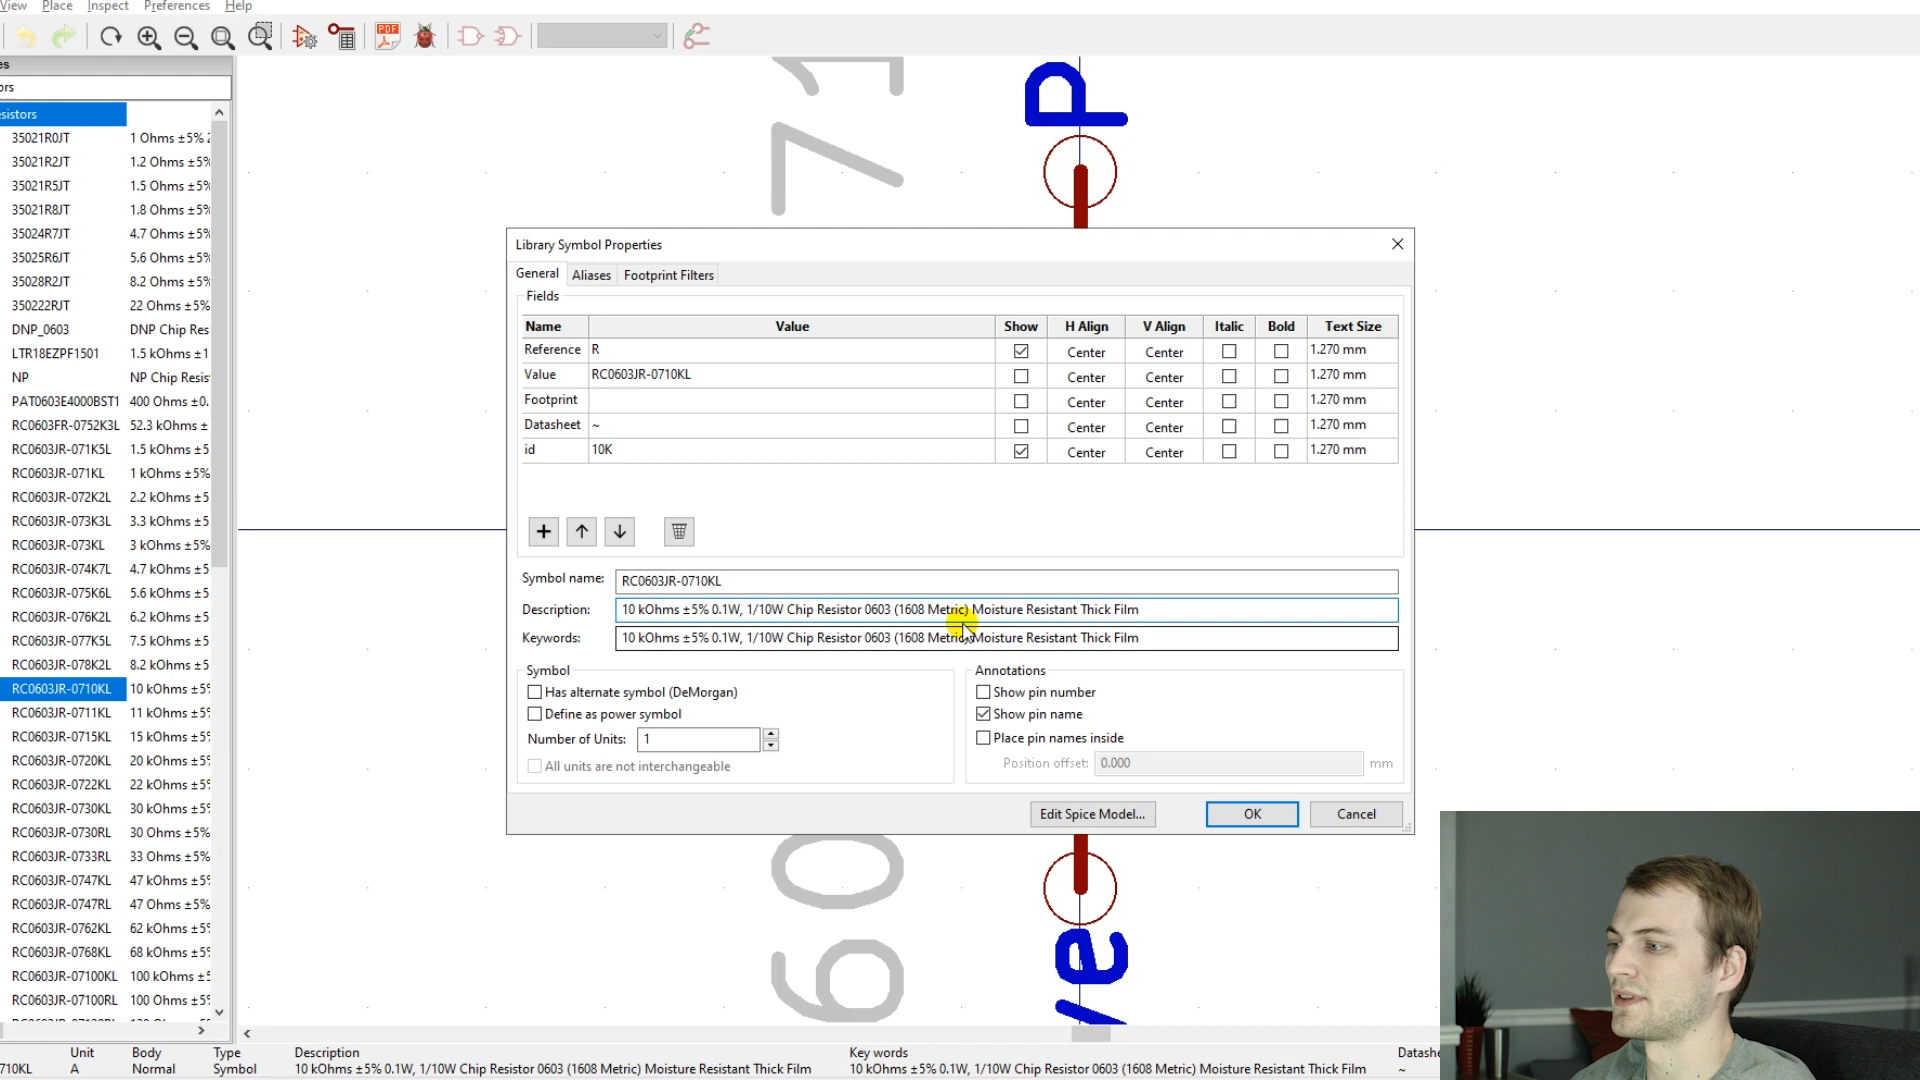 View Place Inspect Preferences Help
PDF
es
ors
esistors
35021R0JT 1 Ohms ±5% 2
35021R2JT 1.2 Ohms ±5%
35021R5JT 1.5 Ohms ±5%
35021R8JT 1.8 Ohms ±5%
35024R7JT 4.7 Ohms ±5%
35025R6JT 5.6 Ohms ±5%
35028R2JT 8.2 Ohms ±5%
350222RJT 22 Ohms ±5%
DNP_0603 DNP Chip Res
LTR18EZPF1501 1.5 kOhms ±1
NP NP Chip Resis
PAT0603E4000BST1 400 Ohms ±0.
RC0603FR-0752K3L 52.3 kOhms ±
RC0603JR-071K5L 1.5 kOhms ±5
RC0603JR-071KL 1 kOhms ±5%
RC0603JR-072K2L 2.2 kOhms ±5
RC0603JR-073K3L 3.3 kOhms ±5
RC0603JR-073KL 3 kOhms ±5%
RC0603JR-074K7L 4.7 kOhms ±5
RC0603JR-075K6L 5.6 kOhms ±5
RC0603JR-076K2L 6.2 kOhms ±5
RC0603JR-077K5L 7.5 kOhms ±5
RC0603JR-078K2L 8.2 kOhms ±5
RC0603JR-0710KL 10 kOhms ±5%
RC0603JR-0711KL 11 kOhms ±5%
RC0603JR-0715KL 15 kOhms ±5%
RC0603JR-0720KL 20 kOhms ±5%
RC0603JR-0722KL 22 kOhms ±5%
RC0603JR-0730KL 30 kOhms ±5%
RC0603JR-0730RL 30 Ohms ±5%
RC0603JR-0733RL 33 Ohms ±5%
RC0603JR-0747KL 47 kOhms ±5%
RC0603JR-0747RL 47 Ohms ±5%
RC0603JR-0762KL 62 kOhms ±5%
RC0603JR-0768KL 68 kOhms ±5%
RC0603JR-07100KL 100 kOhms ±5
RC0603JR-07100RL 100 Ohms ±5%
71
60
P
ve
Library Symbol Properties
General Aliases Footprint Filters
Fields
Name Value Show H Align V Align Italic Bold Text Size
Reference R Center Center 1.270 mm
Value RC0603JR-0710KL Center Center 1.270 mm
Footprint Center Center 1.270 mm
Datasheet ~ Center Center 1.270 mm
id 10K Center Center 1.270 mm
Symbol name: RC0603JR-0710KL
Description: 10 kOhms ±5% 0.1W, 1/10W Chip Resistor 0603 (1608 Metric) Moisture Resistant Thick Film
Keywords: 10 kOhms ±5% 0.1W, 1/10W Chip Resistor 0603 (1608 Metric) Moisture Resistant Thick Film
Symbol
Has alternate symbol (DeMorgan)
Define as power symbol
Number of Units: 1
All units are not interchangeable
Annotations
Show pin number
Show pin name
Place pin names inside
Position offset: 0.000 mm
Edit Spice Model... OK Cancel
Unit Body Type Description Key words Datashe
710KL A Normal Symbol 10 kOhms ±5% 0.1W, 1/10W Chip Resistor 0603 (1608 Metric) Moisture Resistant Thick Film 10 kOhms ±5% 0.1W, 1/10W Chip Resistor 0603 (1608 Metric) Moisture Resistant Thick Film ~